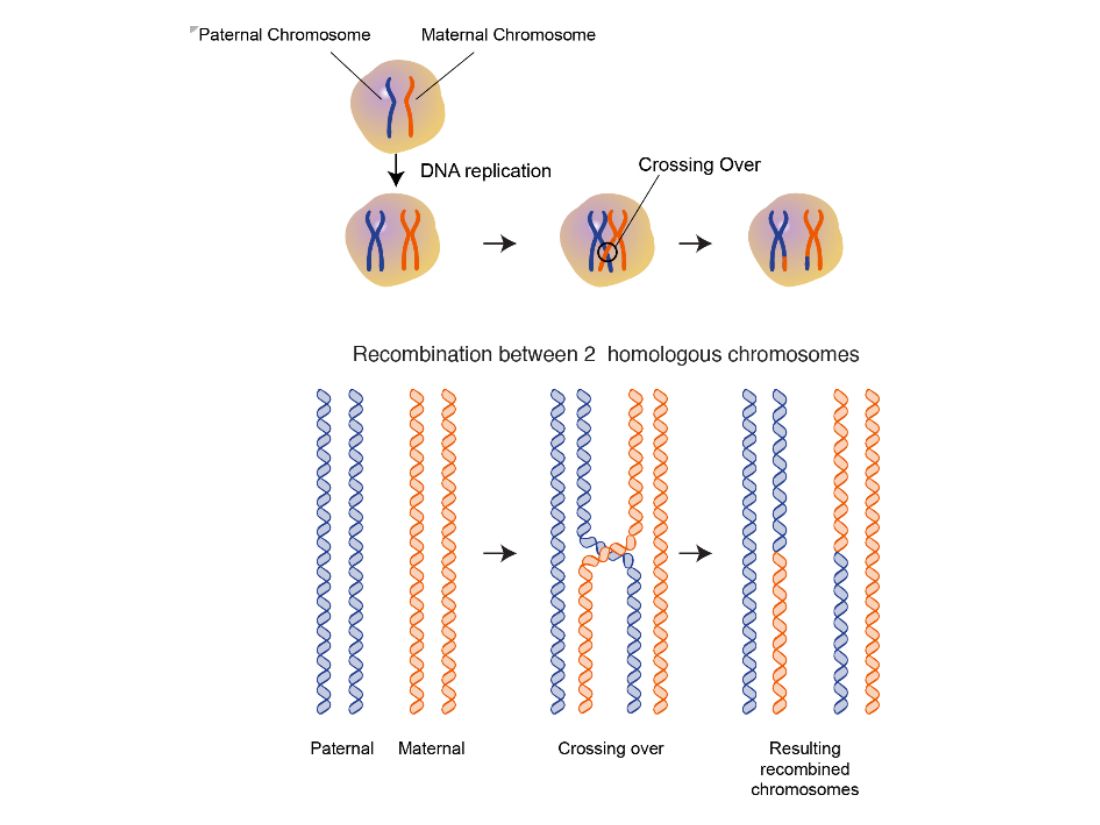 Paternal Chromosome
Maternal Chromosome
DNA replication
Crossing Over
Recombination between 2 homologous chromosomes
Paternal
Maternal
Crossing over
Resulting
recombined
chromosomes